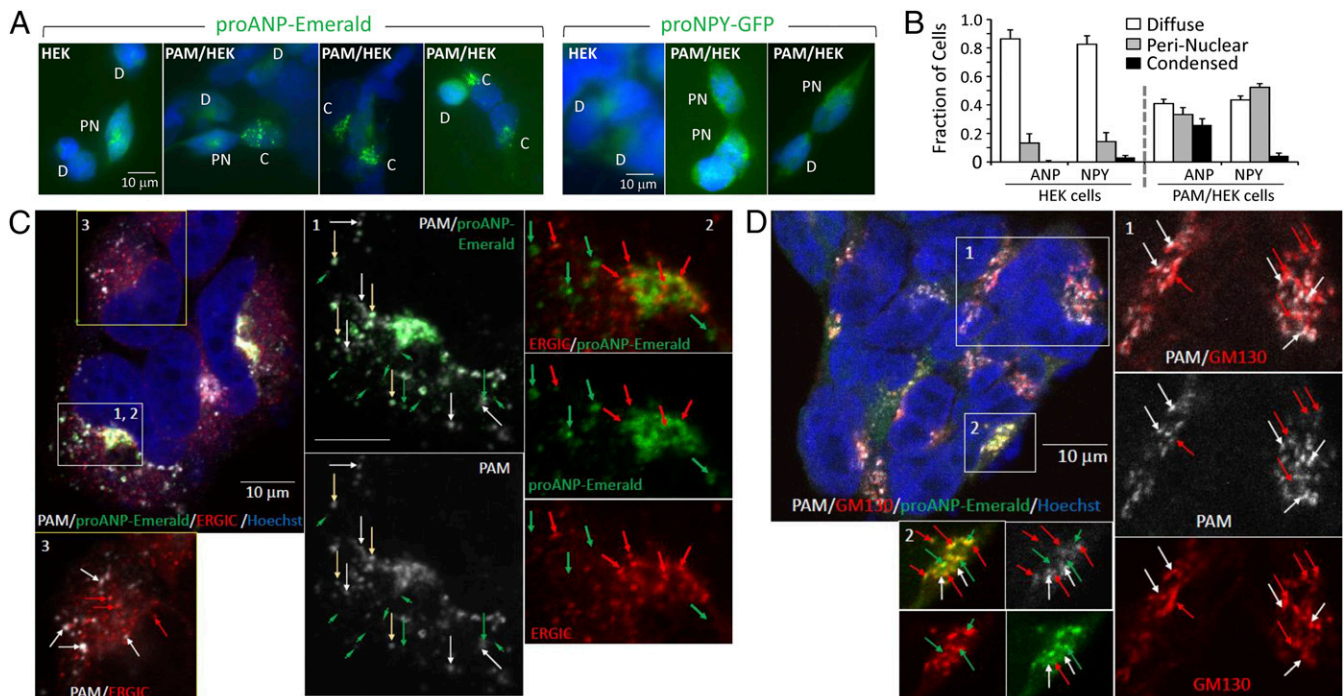 A
proANP-Emerald
proNPY-GFP
HEK
PAM/HEK
PAM/HEK
PAM/HEK
HEK
PAM/HEK
PAM/HEK
D
PN
D
10 µm
D
D
PN
C
C
C
C
D
C
D
D
10 µm
PN
PN
PN
D
B
Diffuse
Peri-Nuclear
Condensed
Fraction of Cells
1.0
0.8
0.6
0.4
0.2
0
ANP
NPY
ANP
NPY
HEK cells
PAM/HEK cells
C
3
1, 2
10 µm
PAM/proANP-Emerald/ERGIC/Hoechst
3
PAM/ERGIC
1
PAM/proANP-
Emerald
PAM
2
ERGIC/proANP-Emerald
proANP-Emerald
ERGIC
D
1
2
10 µm
PAM/GM130/proANP-Emerald/Hoechst
2
1
PAM/GM130
PAM
GM130